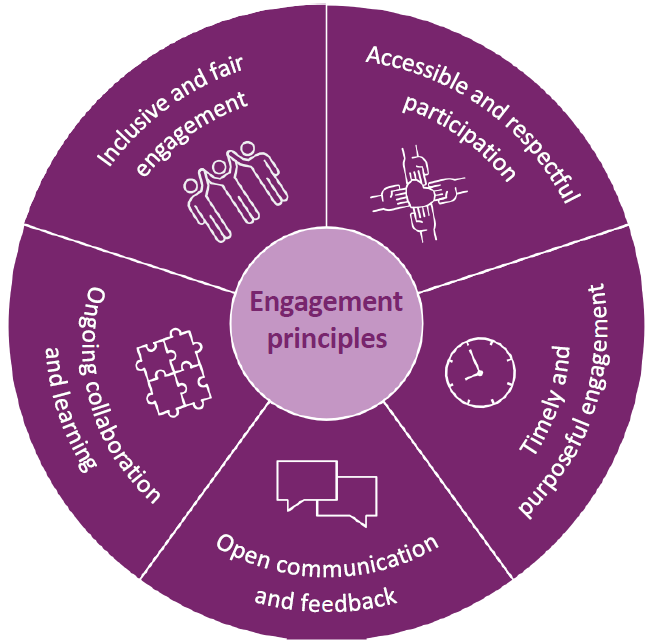 Engagement
principles
Inclusive and fair
engagement
Accessible and respectful
participation
Timely and
purposeful engagement
Open communication
and feedback
Ongoing collaboration
and learning